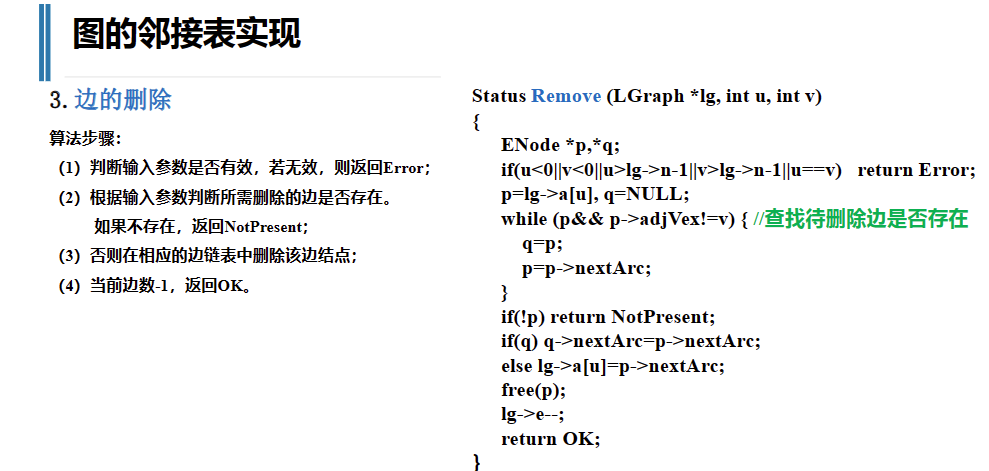 图的邻接表实现
3. 边的删除
算法步骤：
（1）判断输入参数是否有效，若无效，则返回Error；
（2）根据输入参数判断所需删除的边是否存在。
如果不存在，返回NotPresent；
（3）否则在相应的边链表中删除该边结点；
（4）当前边数-1，返回OK。
Status Remove (LGraph *lg, int u, int v)
{
ENode *p,*q;
if(u<0||v<0||u>lg->n-1||v>lg->n-1||u==v) return Error;
p=lg->a[u], q=NULL;
while (p&& p->adjVex!=v) { //查找待删除边是否存在
q=p;
p=p->nextArc;
}
if(!p) return NotPresent;
if(q) q->nextArc=p->nextArc;
else lg->a[u]=p->nextArc;
free(p);
lg->e--;
return OK;
}